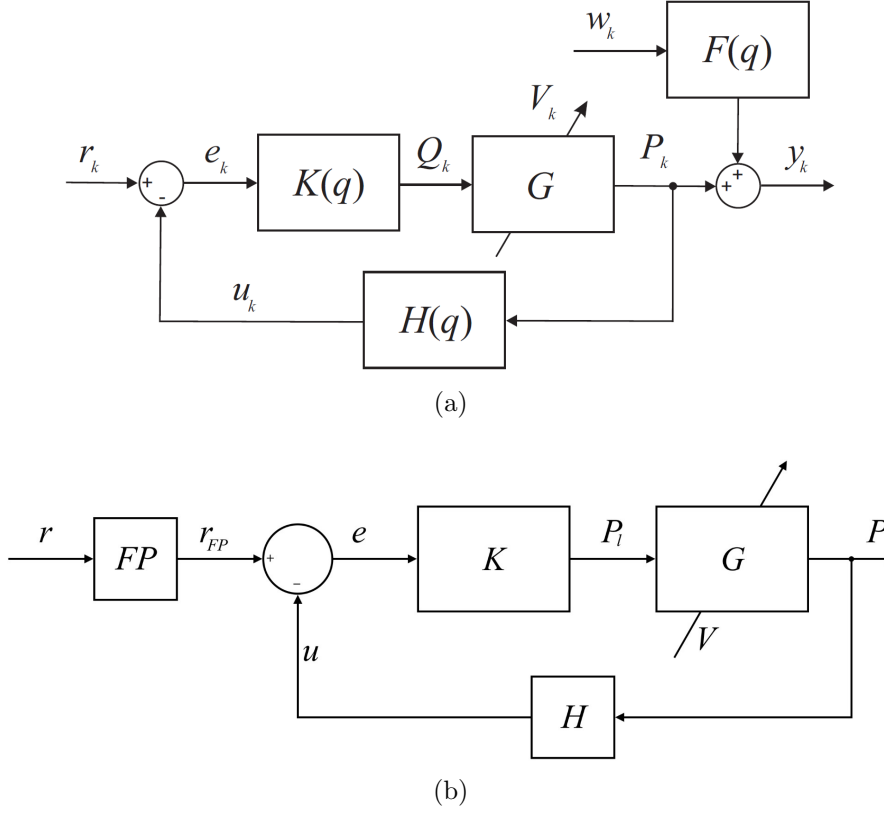 w_k
F(q)
V_k
r_k
e_k
Q_k
P_k
y_k
+
-
K(q)
G
+
+
u_k
H(q)
(a)
r
r_FP
e
P_l
P
FP
+
-
K
G
u
V
H
(b)